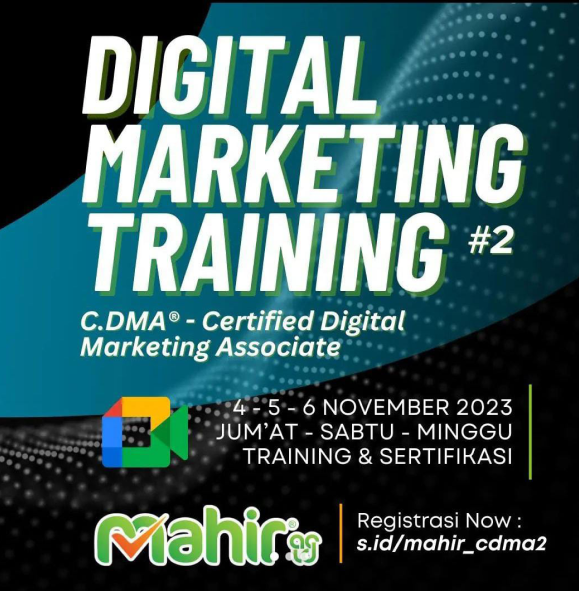 DIGITAL
MARKETING
TRAINING #2
C.DMA® - Certified Digital
Marketing Associate
4 - 5 - 6 NOVEMBER 2023
JUM'AT - SABTU - MINGGU
TRAINING & SERTIFIKASI
Mahir®
Registrasi Now :
s.id/mahir_cdma2